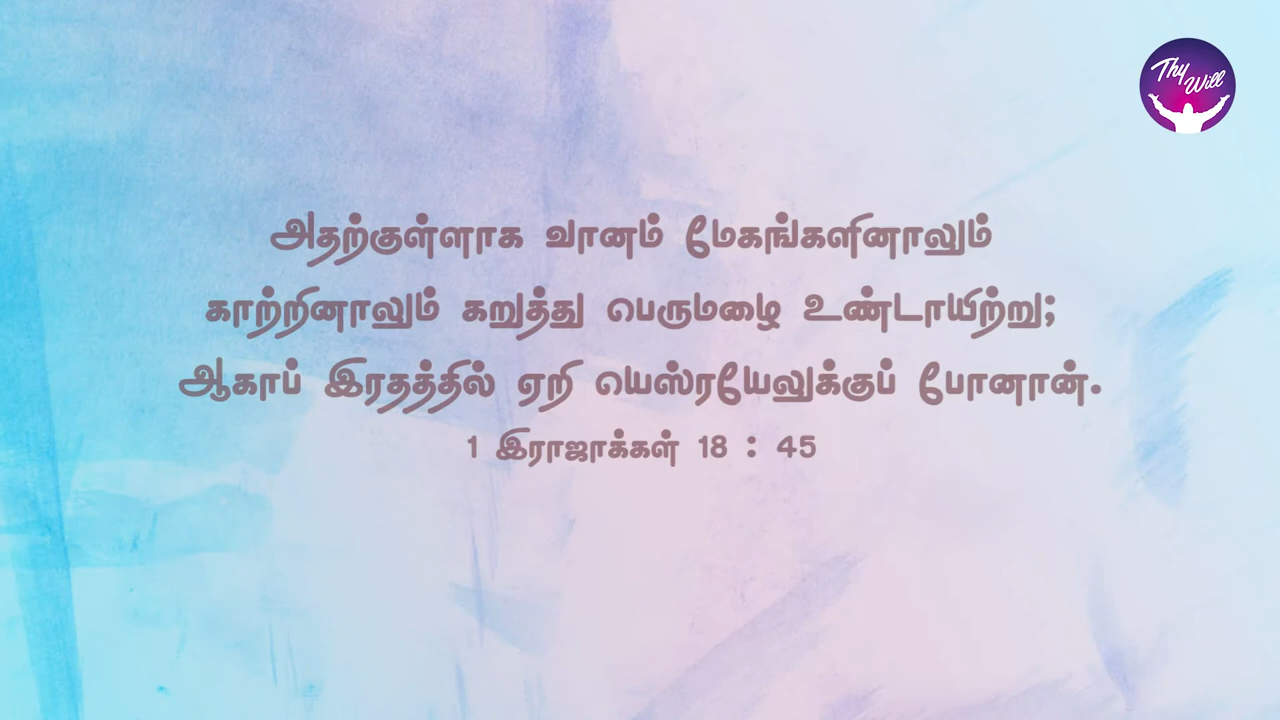 Thy Will
அதற்குள்ளாக வானம் மேகங்களினாலும்
காற்றினாலும் கறுத்து பெருமழை உண்டாயிற்று;
ஆகாப் இரதத்தில் ஏறி யெஸ்ரயேலுக்குப் போனான்.
1 இராஜாக்கள் 18 : 45